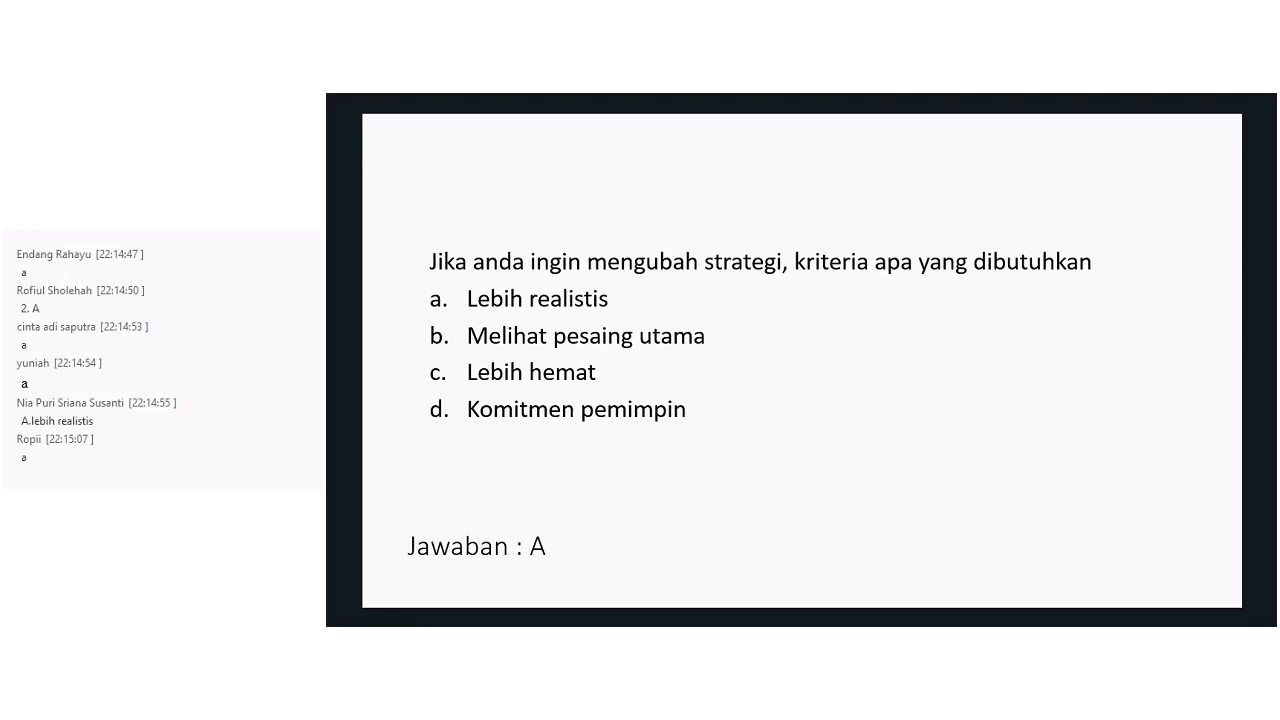 Endang Rahayu [22:14:47 ]
a
Rofiul Sholehah [22:14:50 ]
2. A
cinta adi saputra [22:14:53 ]
a
yuniah [22:14:54 ]
a
Nia Puri Sriana Susanti [22:14:55 ]
A.lebih realistis
Ropii [22:15:07 ]
a
Jika anda ingin mengubah strategi, kriteria apa yang dibutuhkan
a. Lebih realistis
b. Melihat pesaing utama
c. Lebih hemat
d. Komitmen pemimpin
Jawaban : A